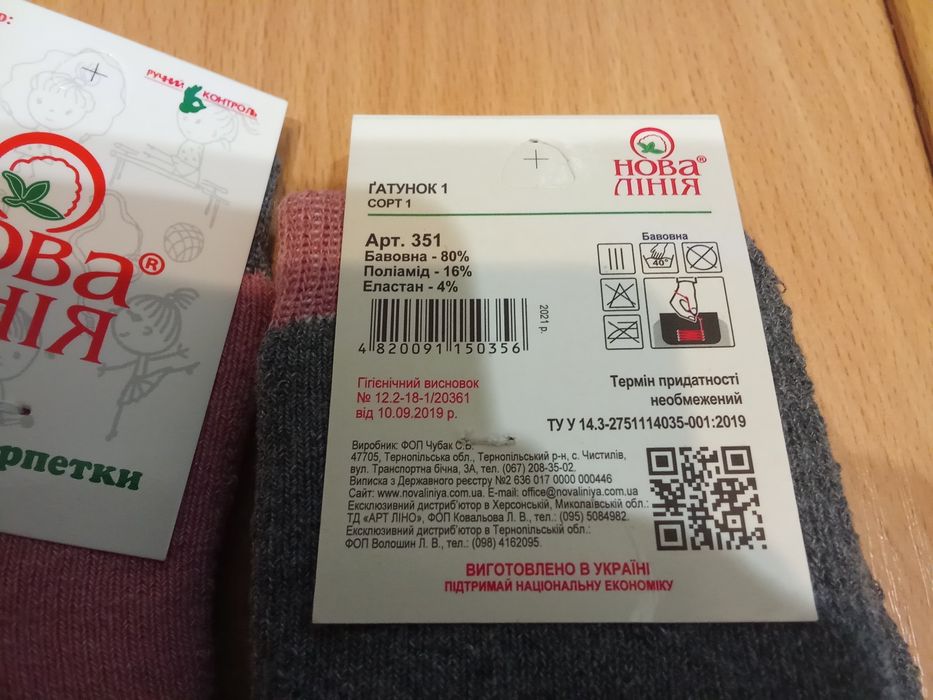 р:
РУЧНИЙ КОНТРОЛЬ
ОВА®
НІЯ
рпетки
НОВА®
ЛІНІЯ
ҐАТУНОК 1
СОРТ 1
Арт. 351
Бавовна - 80%
Поліамід - 16%
Еластан - 4%
Бавовна
40°
2021 р.
4 820091 150356
Гігієнічний висновок
№ 12.2-18-1/20361
від 10.09.2019 р.
Термін придатності
необмежений
ТУ У 14.3-2751114035-001:2019
Виробник: ФОП Чубак С.В.
47705, Тернопільська обл., Тернопільський р-н, с. Чистилів,
вул. Транспортна бічна, 3А, тел. (067) 208-35-02.
Виписка з Державного реєстру №2 636 017 0000 000446
Сайт: www.novaliniya.com.ua. E-mail: office@novaliniya.com.ua
Ексклюзивний дистриб'ютор в Херсонській, Миколаївській обл.:
ТД «АРТ ЛІНО», ФОП Ковальова Л. В., тел.: (095) 5084982.
Ексклюзивний дистриб'ютор в Тернопільській обл.:
ФОП Волошин Л. В., тел.: (098) 4162095.
ВИГОТОВЛЕНО В УКРАЇНІ
ПІДТРИМАЙ НАЦІОНАЛЬНУ ЕКОНОМІКУ